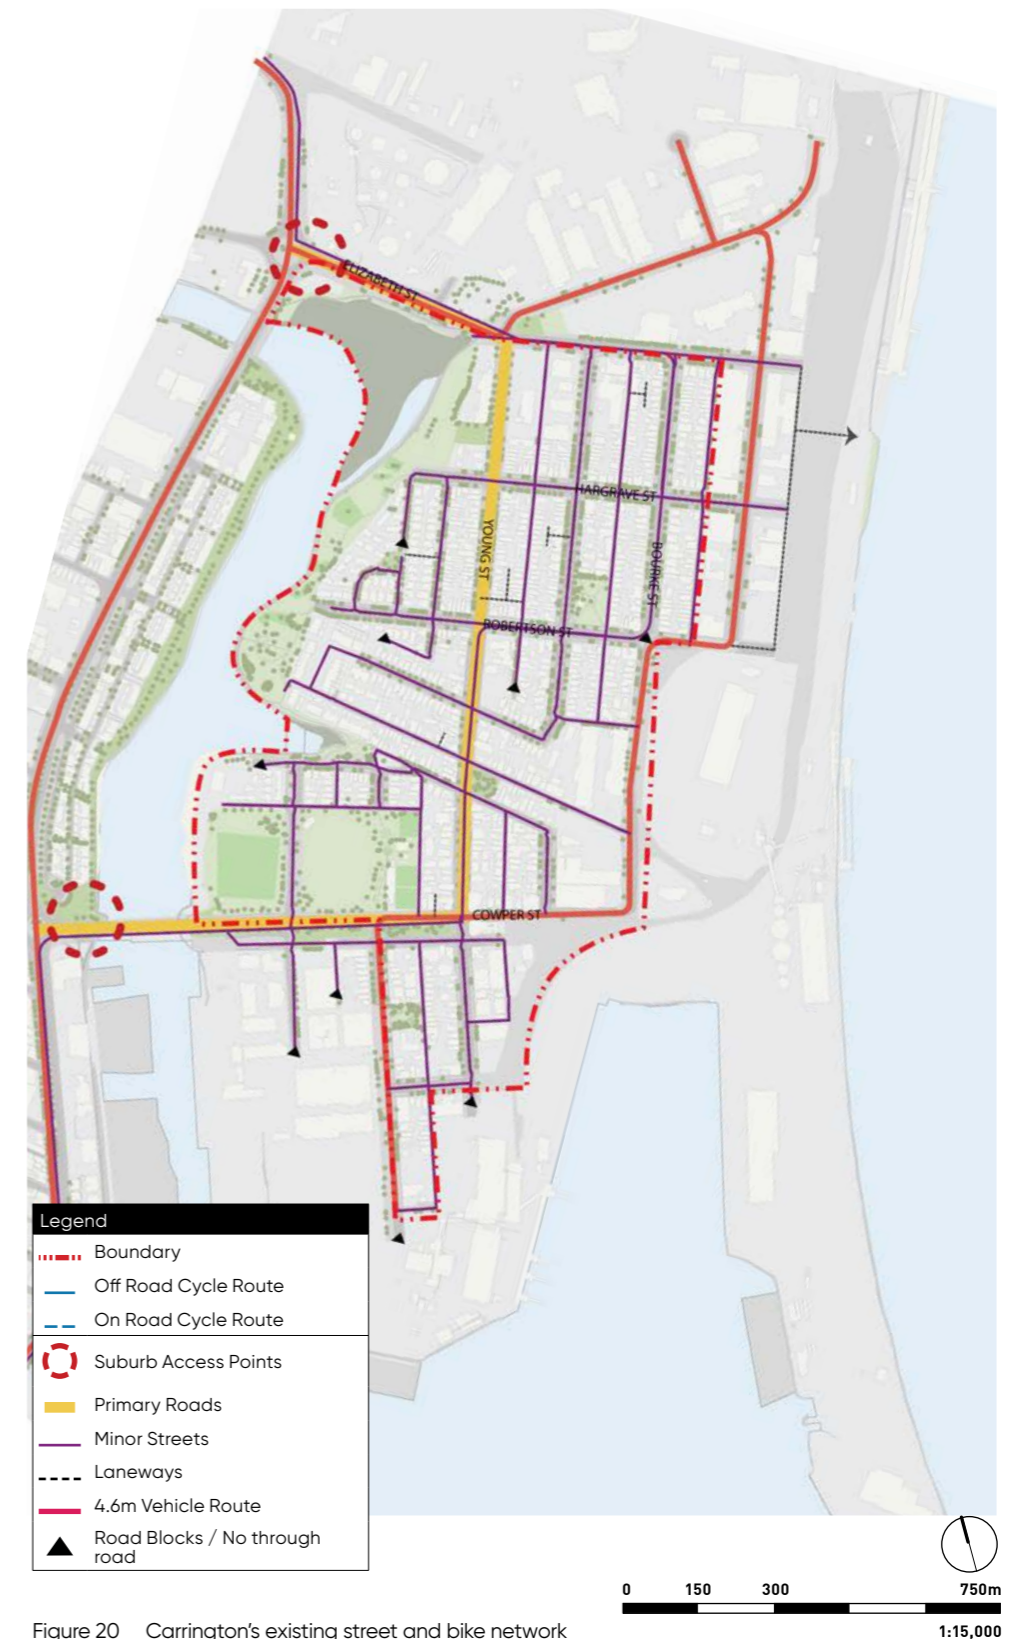 ELIZABETH ST
HARGRAVE ST
YOUNG ST
BOURKE ST
ROBERTSON ST
COWPER ST
Legend
Boundary
Off Road Cycle Route
On Road Cycle Route
Suburb Access Points
Primary Roads
Minor Streets
Laneways
4.6m Vehicle Route
Road Blocks / No through
road
0 150 300 750m
1:15,000
Figure 20 Carrington's existing street and bike network